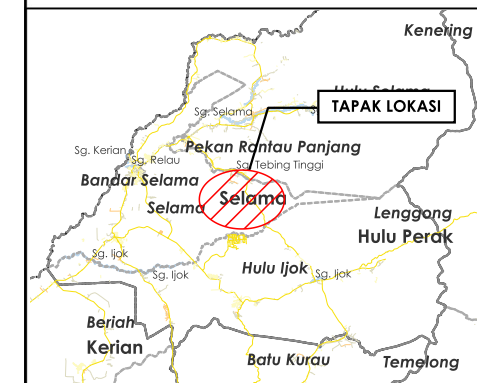 Kenering
Hulu Selama
TAPAK LOKASI
Sg. Selama
Pekan Rantau Panjang
Sg. Kerian
Sg. Relau
Sg. Tebing Tinggi
Bandar Selama
Selama
Selama
Lenggong
Hulu Perak
Sg. Ijok
Sg. Ijok
Hulu Ijok
Sg. Ijok
Beriah
Kerian
Batu Kurau
Temelong